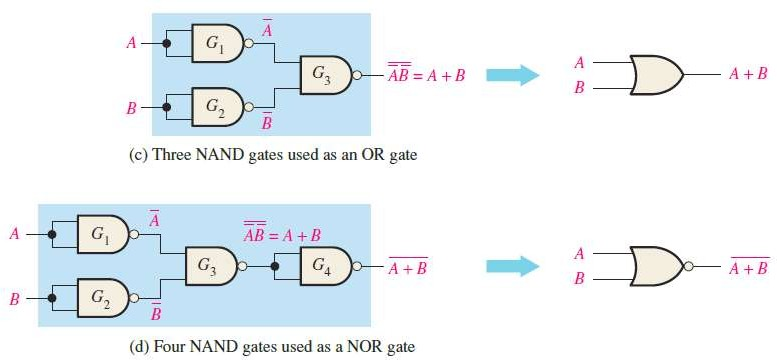 A̅
A G₁
G₃ A̿B̿ = A + B A B A + B
B G₂
B̅
(c) Three NAND gates used as an OR gate
A̅ A̿B̿ = A + B
A G₁
G₃ G₄ A̅ ̅+̅ ̅B̅ A B A̅ ̅+̅ ̅B̅
B G₂
B̅
(d) Four NAND gates used as a NOR gate